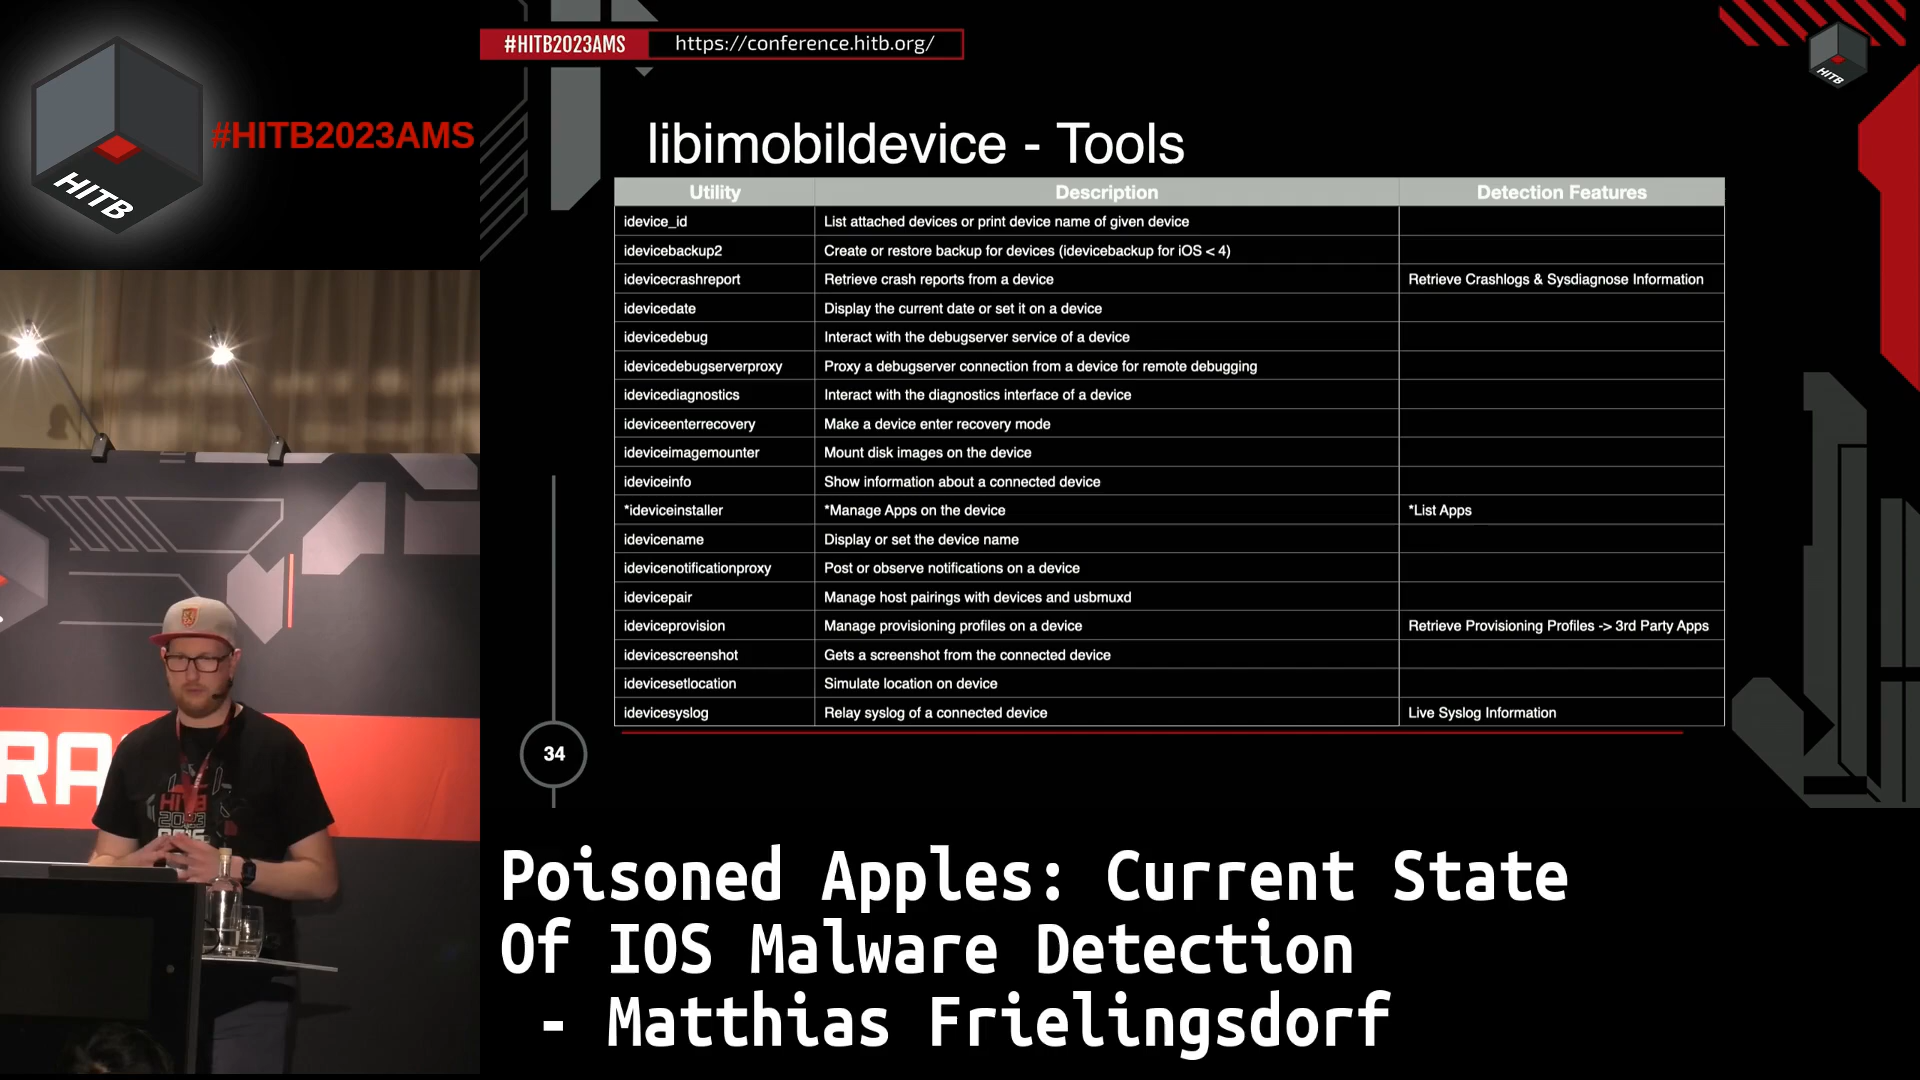 HITB
#HITB2023AMS
#HITB2023AMS https://conference.hitb.org/
HITB
libimobildevice - Tools
Utility Description Detection Features
idevice_id List attached devices or print device name of given device
idevicebackup2 Create or restore backup for devices (idevicebackup for iOS < 4)
idevicecrashreport Retrieve crash reports from a device Retrieve Crashlogs & Sysdiagnose Information
idevicedate Display the current date or set it on a device
idevicedebug Interact with the debugserver service of a device
idevicedebugserverproxy Proxy a debugserver connection from a device for remote debugging
idevicediagnostics Interact with the diagnostics interface of a device
ideviceenterrecovery Make a device enter recovery mode
ideviceimagemounter Mount disk images on the device
ideviceinfo Show information about a connected device
*ideviceinstaller *Manage Apps on the device *List Apps
idevicename Display or set the device name
idevicenotificationproxy Post or observe notifications on a device
idevicepair Manage host pairings with devices and usbmuxd
ideviceprovision Manage provisioning profiles on a device Retrieve Provisioning Profiles -> 3rd Party Apps
idevicescreenshot Gets a screenshot from the connected device
idevicesetlocation Simulate location on device
idevicesyslog Relay syslog of a connected device Live Syslog Information
34
RA
HITB
2023
Poisoned Apples: Current State
Of IOS Malware Detection
- Matthias Frielingsdorf